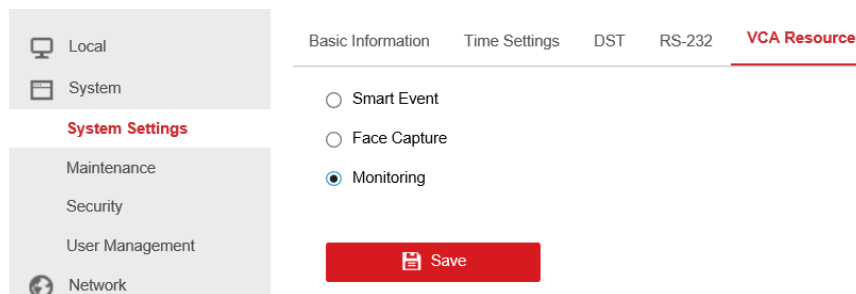 Local
System
System Settings
Maintenance
Security
User Management
Network
Basic Information Time Settings DST RS-232 VCA Resource
Smart Event
Face Capture
Monitoring
Save